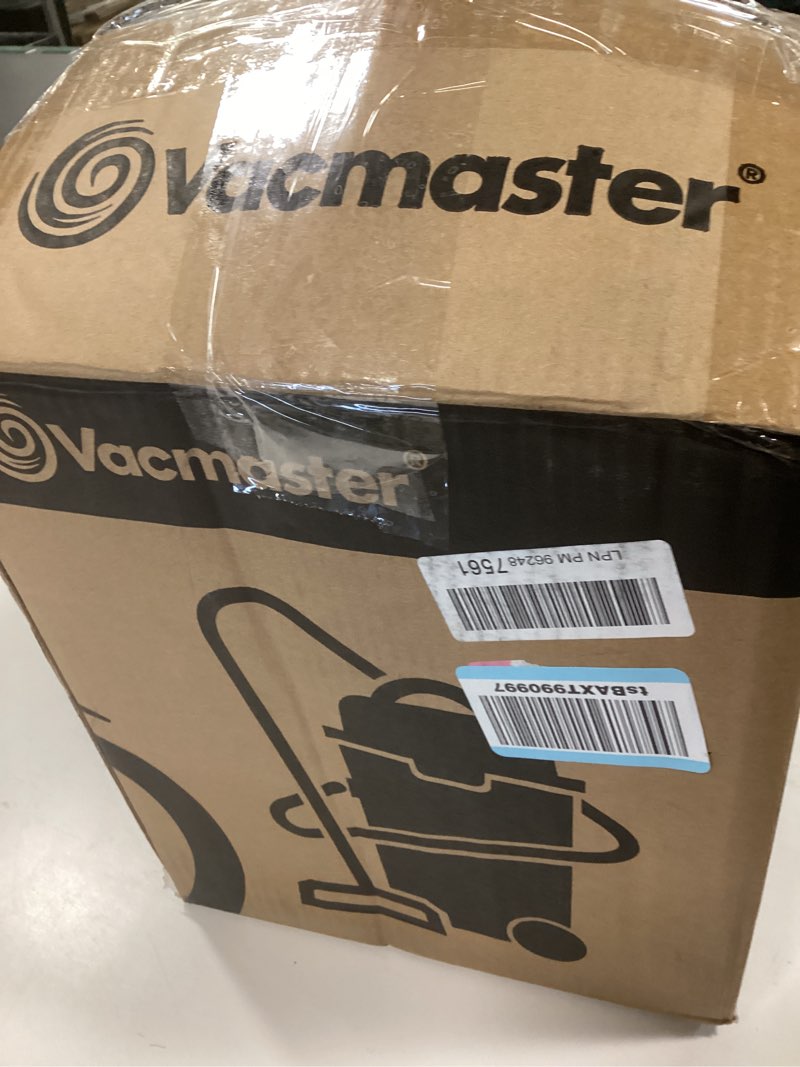 Vacmaster®
Vacmaster®
LPN PM 96248 7561
tsBAXT990997